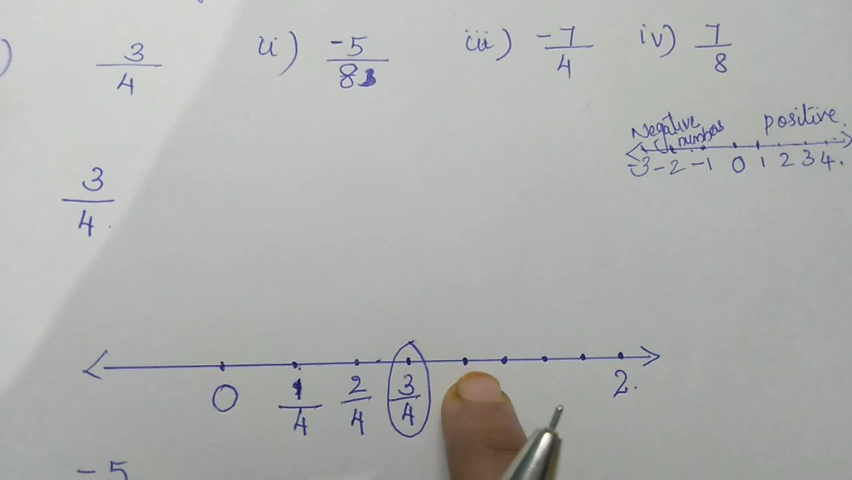 ) 3/4 ii) -5/8 iii) -7/4 iv) 7/8
Negative numbers positive.
-3 -2 -1 0 1 2 3 4.
3/4.
0 1/4 2/4 3/4 2.
-5